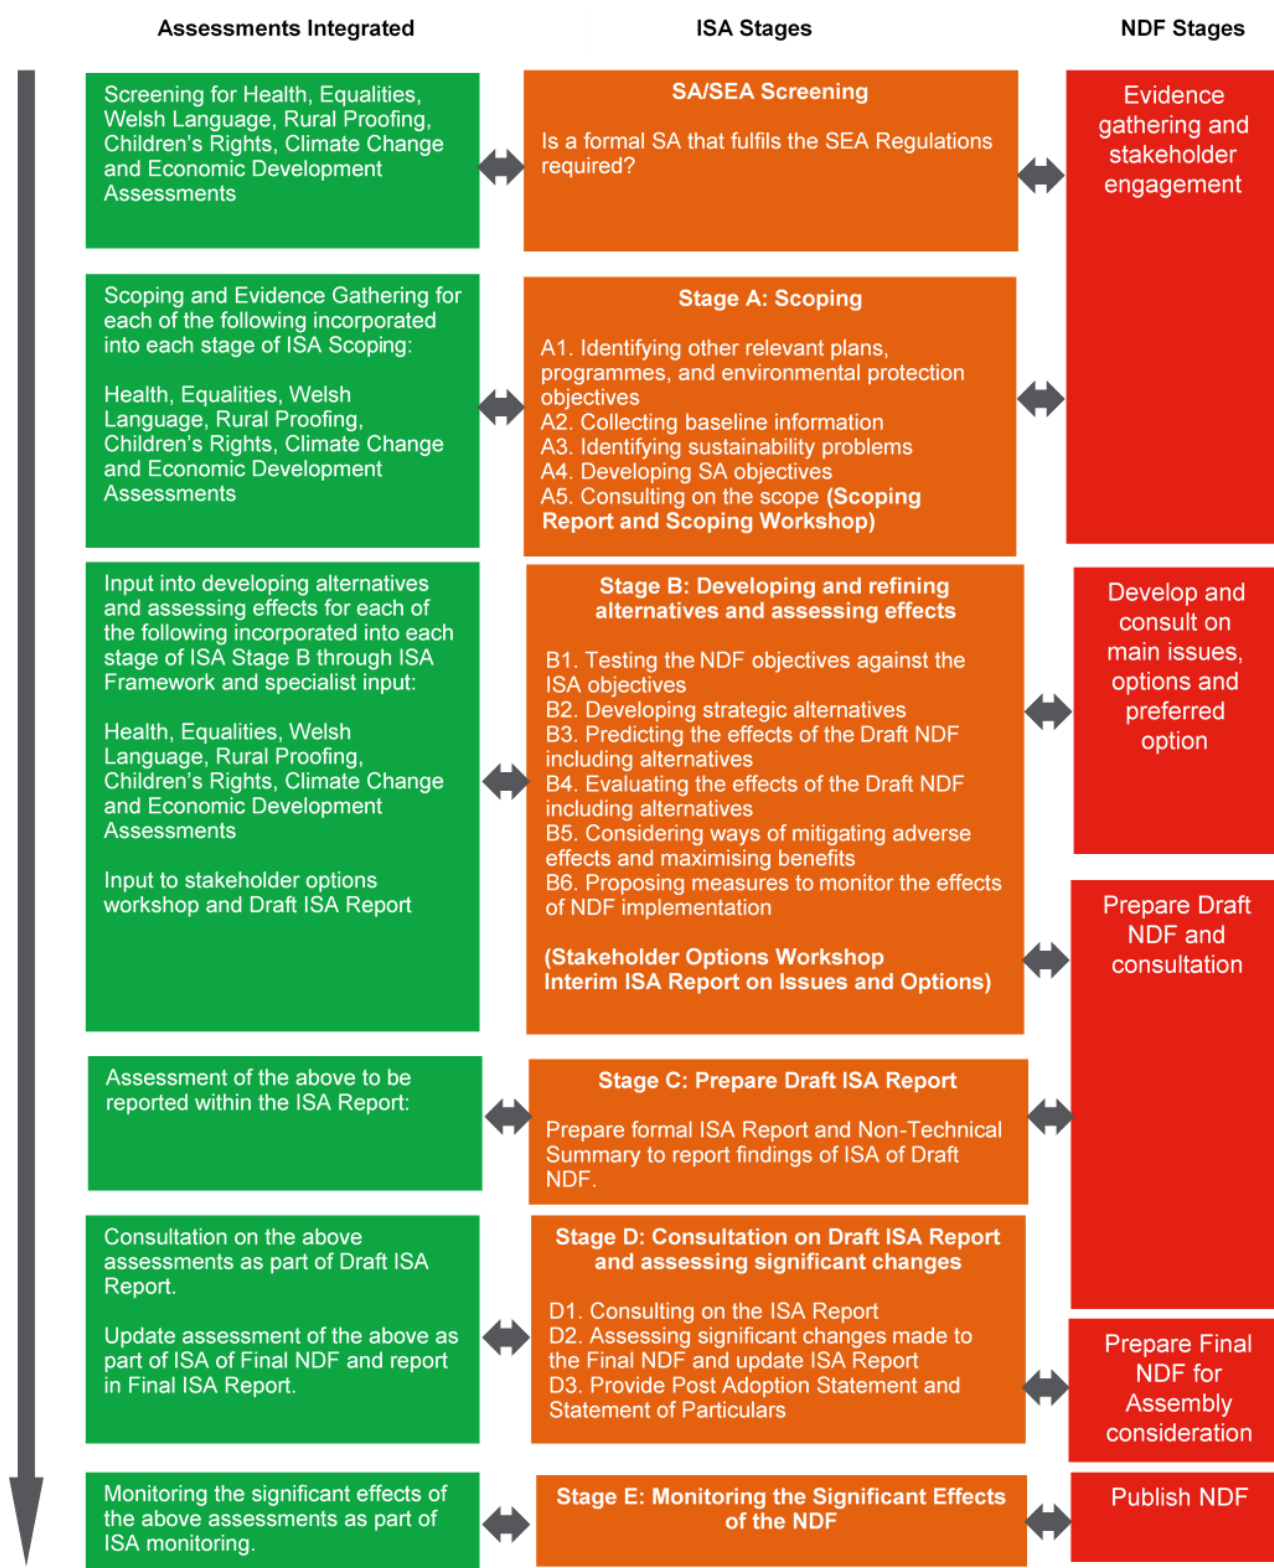 Assessments Integrated
ISA Stages
NDF Stages
Screening for Health, Equalities,
Welsh Language, Rural Proofing,
Children's Rights, Climate Change
and Economic Development
Assessments
SA/SEA Screening
Is a formal SA that fulfils the SEA Regulations
required?
Evidence
gathering and
stakeholder
engagement
Scoping and Evidence Gathering for
each of the following incorporated
into each stage of ISA Scoping:
Health, Equalities, Welsh
Language, Rural Proofing,
Children's Rights, Climate Change
and Economic Development
Assessments
Stage A: Scoping
A1. Identifying other relevant plans,
programmes, and environmental protection
objectives
A2. Collecting baseline information
A3. Identifying sustainability problems
A4. Developing SA objectives
A5. Consulting on the scope (Scoping
Report and Scoping Workshop)
Input into developing alternatives
and assessing effects for each of
the following incorporated into each
stage of ISA Stage B through ISA
Framework and specialist input:
Health, Equalities, Welsh
Language, Rural Proofing,
Children's Rights, Climate Change
and Economic Development
Assessments
Input to stakeholder options
workshop and Draft ISA Report
Stage B: Developing and refining
alternatives and assessing effects
B1. Testing the NDF objectives against the
ISA objectives
B2. Developing strategic alternatives
B3. Predicting the effects of the Draft NDF
including alternatives
B4. Evaluating the effects of the Draft NDF
including alternatives
B5. Considering ways of mitigating adverse
effects and maximising benefits
B6. Proposing measures to monitor the effects
of NDF implementation
(Stakeholder Options Workshop
Interim ISA Report on Issues and Options)
Develop and
consult on
main issues,
options and
preferred
option
Prepare Draft
NDF and
consultation
Assessment of the above to be
reported within the ISA Report:
Stage C: Prepare Draft ISA Report
Prepare formal ISA Report and Non-Technical
Summary to report findings of ISA of Draft
NDF.
Consultation on the above
assessments as part of Draft ISA
Report.
Update assessment of the above as
part of ISA of Final NDF and report
in Final ISA Report.
Stage D: Consultation on Draft ISA Report
and assessing significant changes
D1. Consulting on the ISA Report
D2. Assessing significant changes made to
the Final NDF and update ISA Report
D3. Provide Post Adoption Statement and
Statement of Particulars
Prepare Final
NDF for
Assembly
consideration
Monitoring the significant effects of
the above assessments as part of
ISA monitoring.
Stage E: Monitoring the Significant Effects
of the NDF
Publish NDF